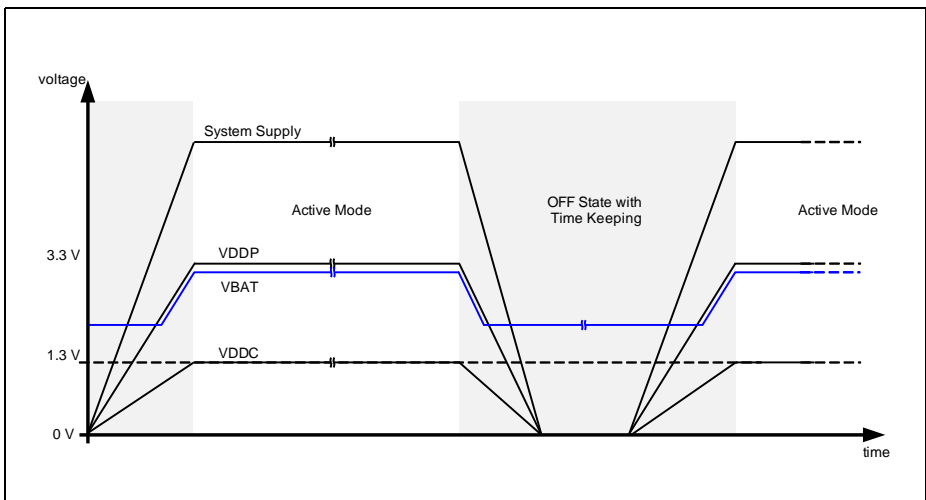 voltage
System Supply
Active Mode
OFF State with
Time Keeping
Active Mode
3.3 V
VDDP
VBAT
1.3 V
VDDC
0 V
time